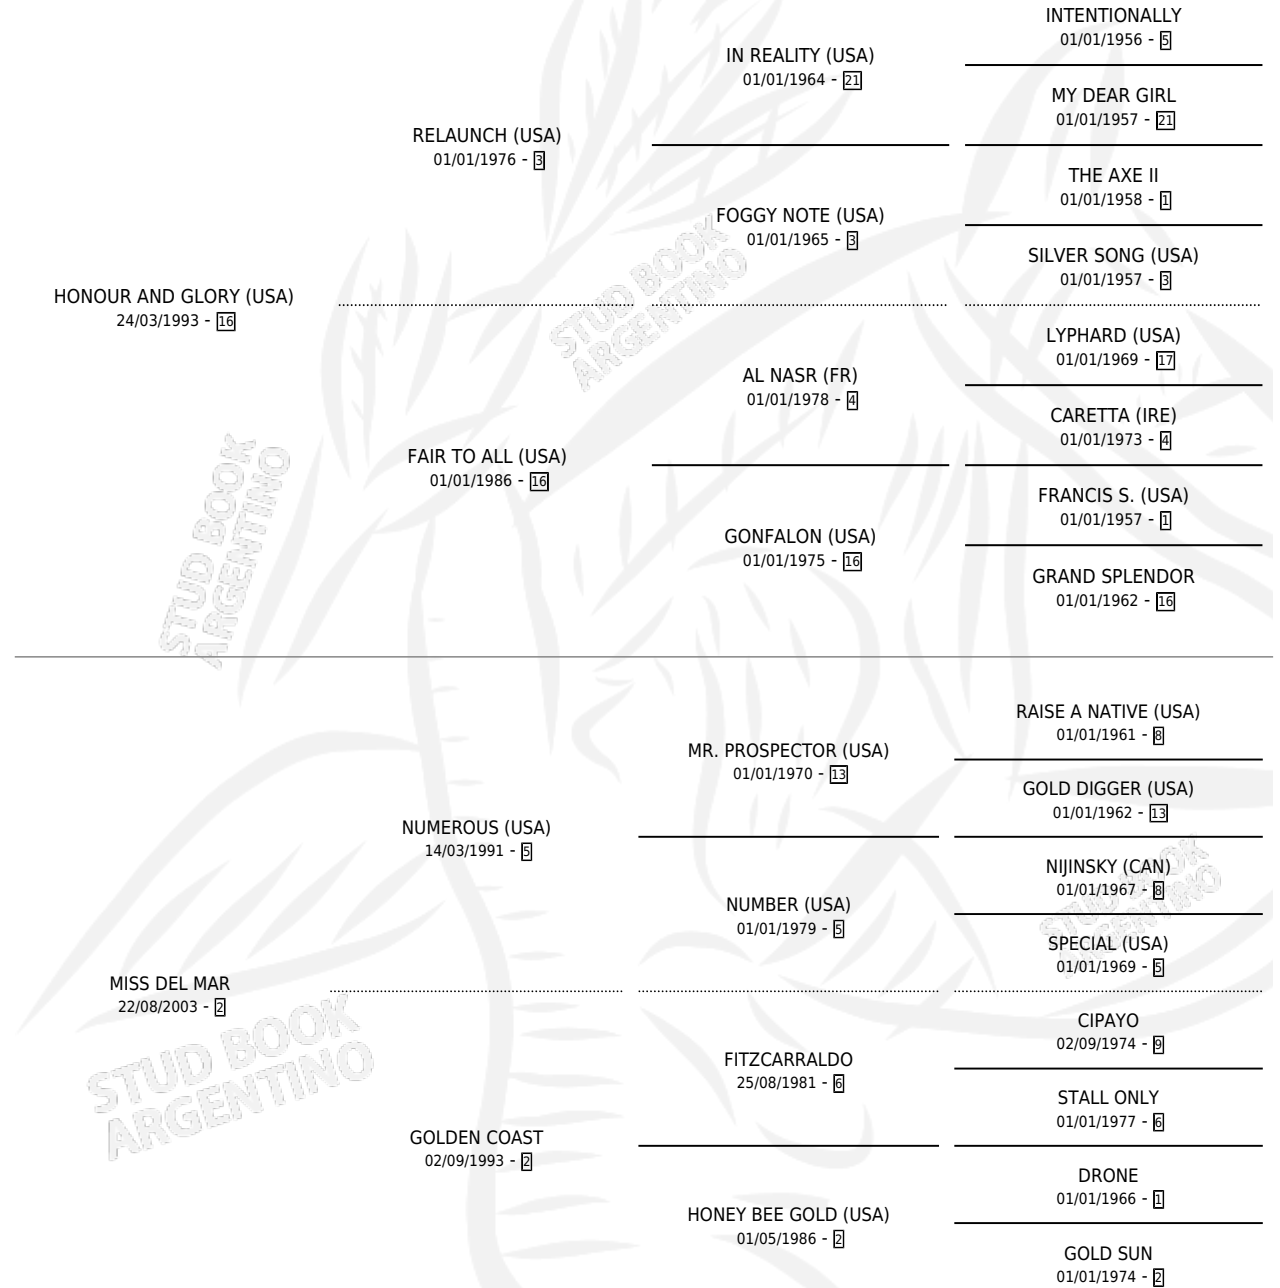 INTENTIONALLY
01/01/1956 - 5
IN REALITY (USA)
01/01/1964 - 21
MY DEAR GIRL
01/01/1957 - 21
RELAUNCH (USA)
01/01/1976 - 3
THE AXE II
01/01/1958 - 1
FOGGY NOTE (USA)
01/01/1965 - 3
SILVER SONG (USA)
01/01/1957 - 3
HONOUR AND GLORY (USA)
24/03/1993 - 16
LYPHARD (USA)
01/01/1969 - 17
AL NASR (FR)
01/01/1978 - 4
CARETTA (IRE)
01/01/1973 - 4
FAIR TO ALL (USA)
01/01/1986 - 16
FRANCIS S. (USA)
01/01/1957 - 1
GONFALON (USA)
01/01/1975 - 16
GRAND SPLENDOR
01/01/1962 - 16
RAISE A NATIVE (USA)
01/01/1961 - 8
MR. PROSPECTOR (USA)
01/01/1970 - 13
GOLD DIGGER (USA)
01/01/1962 - 13
NUMEROUS (USA)
14/03/1991 - 5
NIJINSKY (CAN)
01/01/1967 - 8
NUMBER (USA)
01/01/1979 - 5
SPECIAL (USA)
01/01/1969 - 5
MISS DEL MAR
22/08/2003 - 2
CIPAYO
02/09/1974 - 9
FITZCARRALDO
25/08/1981 - 6
STALL ONLY
01/01/1977 - 6
GOLDEN COAST
02/09/1993 - 2
DRONE
01/01/1966 - 1
HONEY BEE GOLD (USA)
01/05/1986 - 2
GOLD SUN
01/01/1974 - 2
STUD BOOK
ARGENTINO
STUD BOOK
ARGENTINO
STUD BOOK
ARGENTINO
STUD BOOK
ARGENTINO